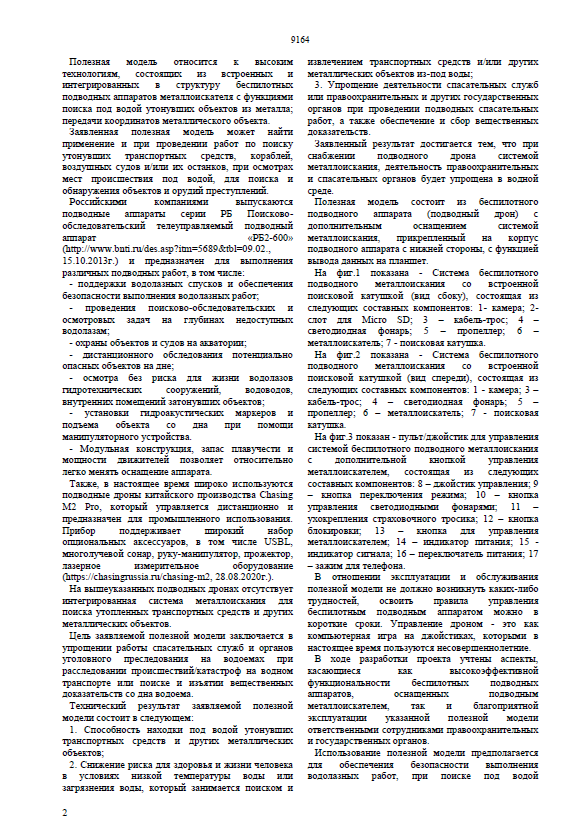 9164
Полезная модель относится к высоким
технологиям, состоящих из встроенных и
интегрированных в структуру беспилотных
подводных аппаратов металлоискателя с функциями
поиска под водой утонувших объектов из металла;
передачи координатов металлического объекта.
Заявленная полезная модель может найти
применение и при проведении работ по поиску
утонувших транспортных средств, кораблей,
воздушных судов и/или их останков, при осмотрах
мест происшествия под водой, для поиска и
обнаружения объектов и орудий преступлений.
Российскими компаниями выпускаются
подводные аппараты серии РБ Поисково-
обследовательский телеуправляемый подводный
аппарат «РБ2-600»
(http://www.bnti.ru/des.asp?itm=5689&tbl=09.02.,
15.10.2013г.) и предназначен для выполнения
различных подводных работ, в том числе:
- поддержки водолазных спусков и обеспечения
безопасности выполнения водолазных работ;
- проведения поисково-обследовательских и
осмотровых задач на глубинах недоступных
водолазам;
- охраны объектов и судов на акватории;
- дистанционного обследования потенциально
опасных объектов на дне;
- осмотра без риска для жизни водолазов
гидротехнических сооружений, водоводов,
внутренних помещений затонувших объектов;
- установки гидроакустических маркеров и
подъема объекта со дна при помощи
манипуляторного устройства.
- Модульная конструкция, запас плавучести и
мощности движителей позволяет относительно
легко менять оснащение аппарата.
Также, в настоящее время широко используются
подводные дроны китайского производства Chasing
M2 Pro, который управляется дистанционно и
предназначен для промышленного использования.
Прибор поддерживает широкий набор
опциональных аксессуаров, в том числе USBL,
многолучевой сонар, руку-манипулятор, прожектор,
лазерное измерительное оборудование
(https://chasingrussia.ru/chasing-m2, 28.08.2020г.).
На вышеуказанных подводных дронах отсутствует
интегрированная система металлоискания для
поиска утопленных транспортных средств и других
металлических объектов.
Цель заявляемой полезной модели заключается в
упрощении работы спасательных служб и органов
уголовного преследования на водоемах при
расследовании происшествий/катастроф на водном
транспорте или поиске и изъятии вещественных
доказательств со дна водоема.
Технический результат заявляемой полезной
модели состоит в следующем:
1. Способность находки под водой утонувших
транспортных средств и других металлических
объектов;
2. Снижение риска для здоровья и жизни человека
в условиях низкой температуры воды или
загрязнения воды, который занимается поиском и
извлечением транспортных средств и/или других
металлических объектов из-под воды;
3. Упрощение деятельности спасательных служб
или правоохранительных и других государственных
органов при проведении подводных спасательных
работ, а также обеспечение и сбор вещественных
доказательств.
Заявленный результат достигается тем, что при
снабжении подводного дрона системой
металлоискания, деятельность правоохранительных
и спасательных органов будет упрощена в водной
среде.
Полезная модель состоит из беспилотного
подводного аппарата (подводный дрон) с
дополнительным оснащением системой
металлоискания, прикрепленный на корпус
подводного аппарата с нижней стороны, с функцией
вывода данных на планшет.
На фиг.1 показана - Система беспилотного
подводного металлоискания со встроенной
поисковой катушкой (вид сбоку), состоящая из
следующих составных компонентов: 1- камера; 2-
слот для Micro SD; 3 – кабель-трос; 4 –
светодиодная фонарь; 5 – пропеллер; 6 –
металлоискатель; 7 - поисковая катушка.
На фиг.2 показана - Система беспилотного
подводного металлоискания со встроенной
поисковой катушкой (вид спереди), состоящая из
следующих составных компонентов: 1 - камера; 3 –
кабель-трос; 4 – светодиодный фонарь; 5 –
пропеллер; 6 – металлоискатель; 7 - поисковая
катушка.
На фиг.3 показан - пульт/джойстик для управления
системой беспилотного подводного металлоискания
с дополнительной кнопкой управления
металлоискателем, состоящая из следующих
составных компонентов: 8 – джойстик управления; 9
– кнопка переключения режима; 10 – кнопка
управления светодиодными фонарями; 11 –
ухокрепления страховочного тросика; 12 – кнопка
блокировки; 13 – кнопка для управления
металлоискателем; 14 – индикатор питания; 15 -
индикатор сигнала; 16 – переключатель питания; 17
– зажим для телефона.
В отношении эксплуатации и обслуживания
полезной модели не должно возникнуть каких-либо
трудностей, освоить правила управления
беспилотным подводным аппаратом можно в
короткие сроки. Управление дроном - это как
компьютерная игра на джойстиках, которыми в
настоящее время пользуются несовершеннолетние.
В ходе разработки проекта учтены аспекты,
касающиеся как высокоэффективной
функциональности беспилотных подводных
аппаратов, оснащенных подводным
металлоискателем, так и благоприятной
эксплуатации указанной полезной модели
ответственными сотрудниками правоохранительных
и государственных органов.
Использование полезной модели предполагается
для обеспечения безопасности выполнения
водолазных работ, при поиске под водой
2